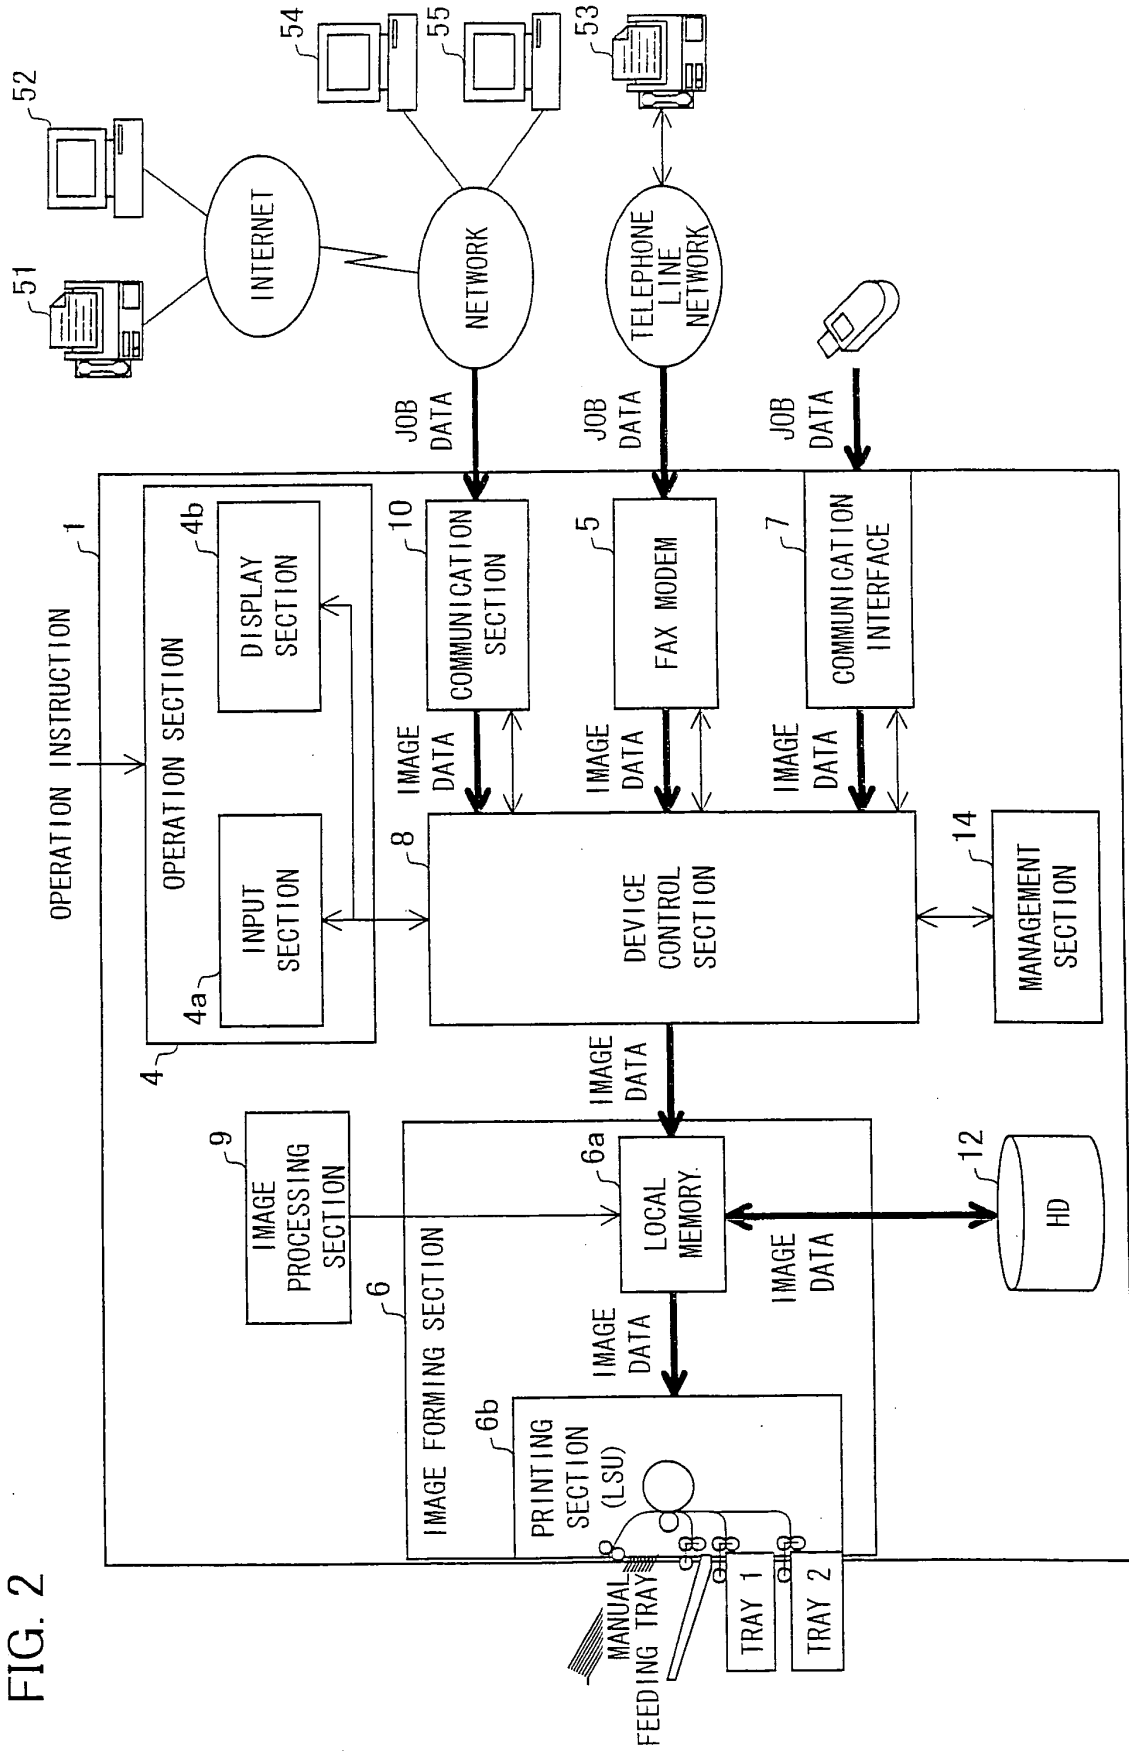 FIG. 2
OPERATION INSTRUCTION
1
OPERATION SECTION
4
4a
INPUT
SECTION
4b
DISPLAY
SECTION
51
52
INTERNET
54
55
53
NETWORK
TELEPHONE
LINE
NETWORK
JOB
DATA
JOB
DATA
JOB
DATA
10
COMMUNICATION
SECTION
5
FAX MODEM
7
COMMUNICATION
INTERFACE
IMAGE
DATA
IMAGE
DATA
IMAGE
DATA
8
DEVICE
CONTROL
SECTION
14
MANAGEMENT
SECTION
9
IMAGE
PROCESSING
SECTION
IMAGE
DATA
6
IMAGE FORMING SECTION
6a
LOCAL
MEMORY
IMAGE
DATA
12
HD
IMAGE
DATA
6b
PRINTING
SECTION
(LSU)
MANUAL
FEEDING TRAY
TRAY 1
TRAY 2